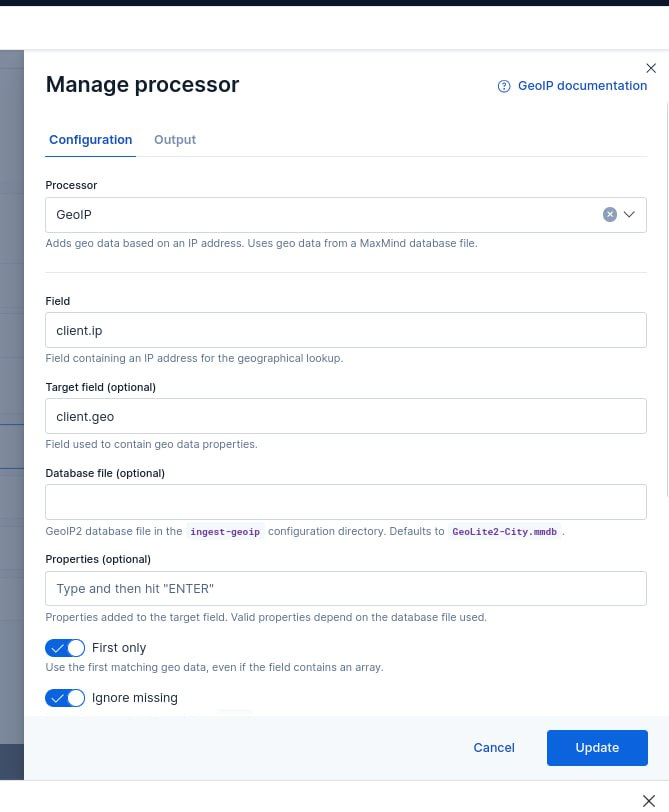 Manage processor
GeoIP documentation
Configuration Output
Processor
GeoIP
Adds geo data based on an IP address. Uses geo data from a MaxMind database file.
Field
client.ip
Field containing an IP address for the geographical lookup.
Target field (optional)
client.geo
Field used to contain geo data properties.
Database file (optional)
GeoIP2 database file in the ingest-geoip configuration directory. Defaults to GeoLite2-City.mmdb.
Properties (optional)
Type and then hit "ENTER"
Properties added to the target field. Valid properties depend on the database file used.
First only
Use the first matching geo data, even if the field contains an array.
Ignore missing
Cancel Update